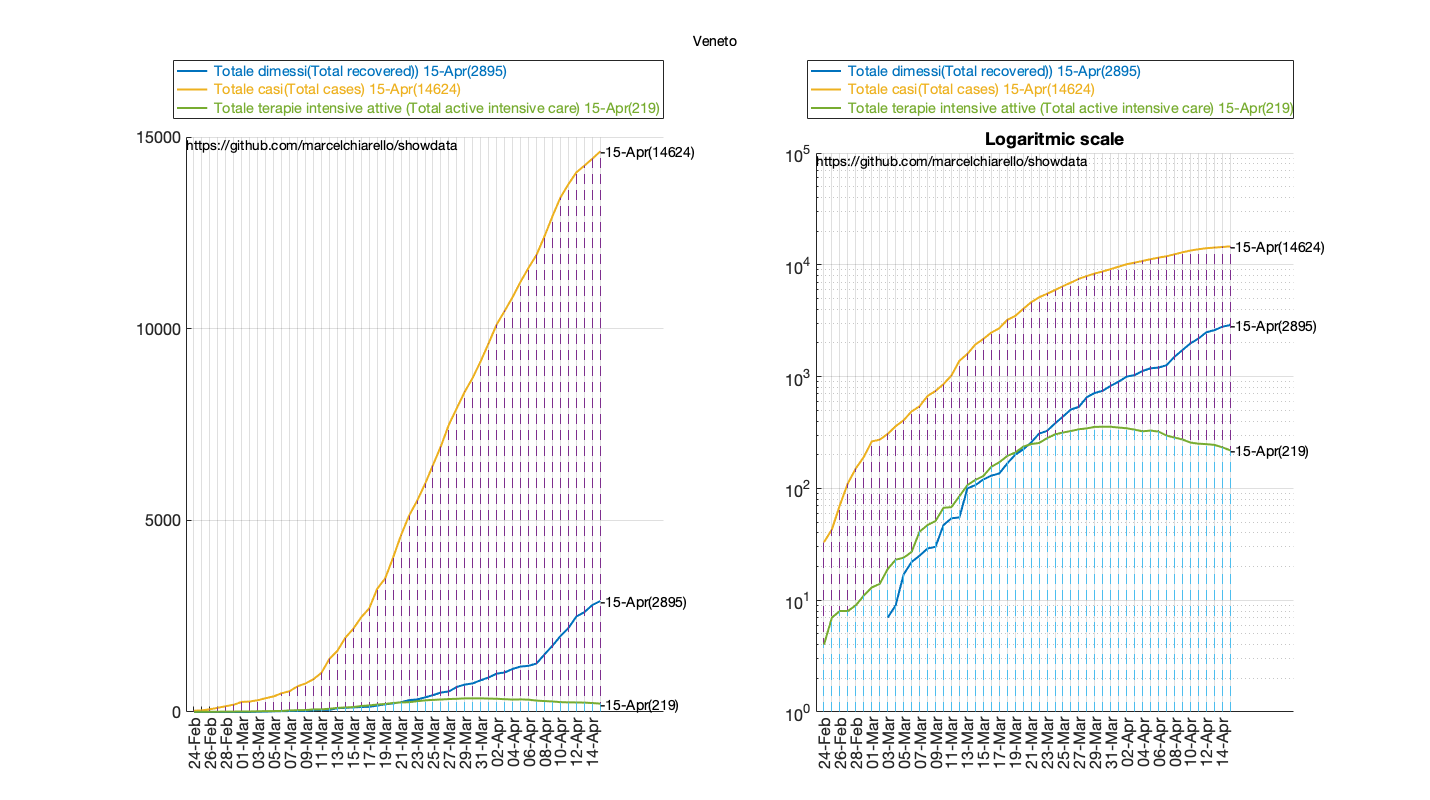 Veneto
Totale dimessi(Total recovered)) 15-Apr(2895)
Totale casi(Total cases) 15-Apr(14624)
Totale terapie intensive attive (Total active intensive care) 15-Apr(219)
15000
https://github.com/marcelchiarello/showdata
-15-Apr(14624)
10000
5000
-15-Apr(2895)
-15-Apr(219)
0
24-Feb
26-Feb
28-Feb
01-Mar
03-Mar
05-Mar
07-Mar
09-Mar
11-Mar
13-Mar
15-Mar
17-Mar
19-Mar
21-Mar
23-Mar
25-Mar
27-Mar
29-Mar
31-Mar
02-Apr
04-Apr
06-Apr
08-Apr
10-Apr
12-Apr
14-Apr
Totale dimessi(Total recovered)) 15-Apr(2895)
Totale casi(Total cases) 15-Apr(14624)
Totale terapie intensive attive (Total active intensive care) 15-Apr(219)
Logaritmic scale
10^5
https://github.com/marcelchiarello/showdata
-15-Apr(14624)
10^4
-15-Apr(2895)
10^3
-15-Apr(219)
10^2
10^1
10^0
24-Feb
26-Feb
28-Feb
01-Mar
03-Mar
05-Mar
07-Mar
09-Mar
11-Mar
13-Mar
15-Mar
17-Mar
19-Mar
21-Mar
23-Mar
25-Mar
27-Mar
29-Mar
31-Mar
02-Apr
04-Apr
06-Apr
08-Apr
10-Apr
12-Apr
14-Apr